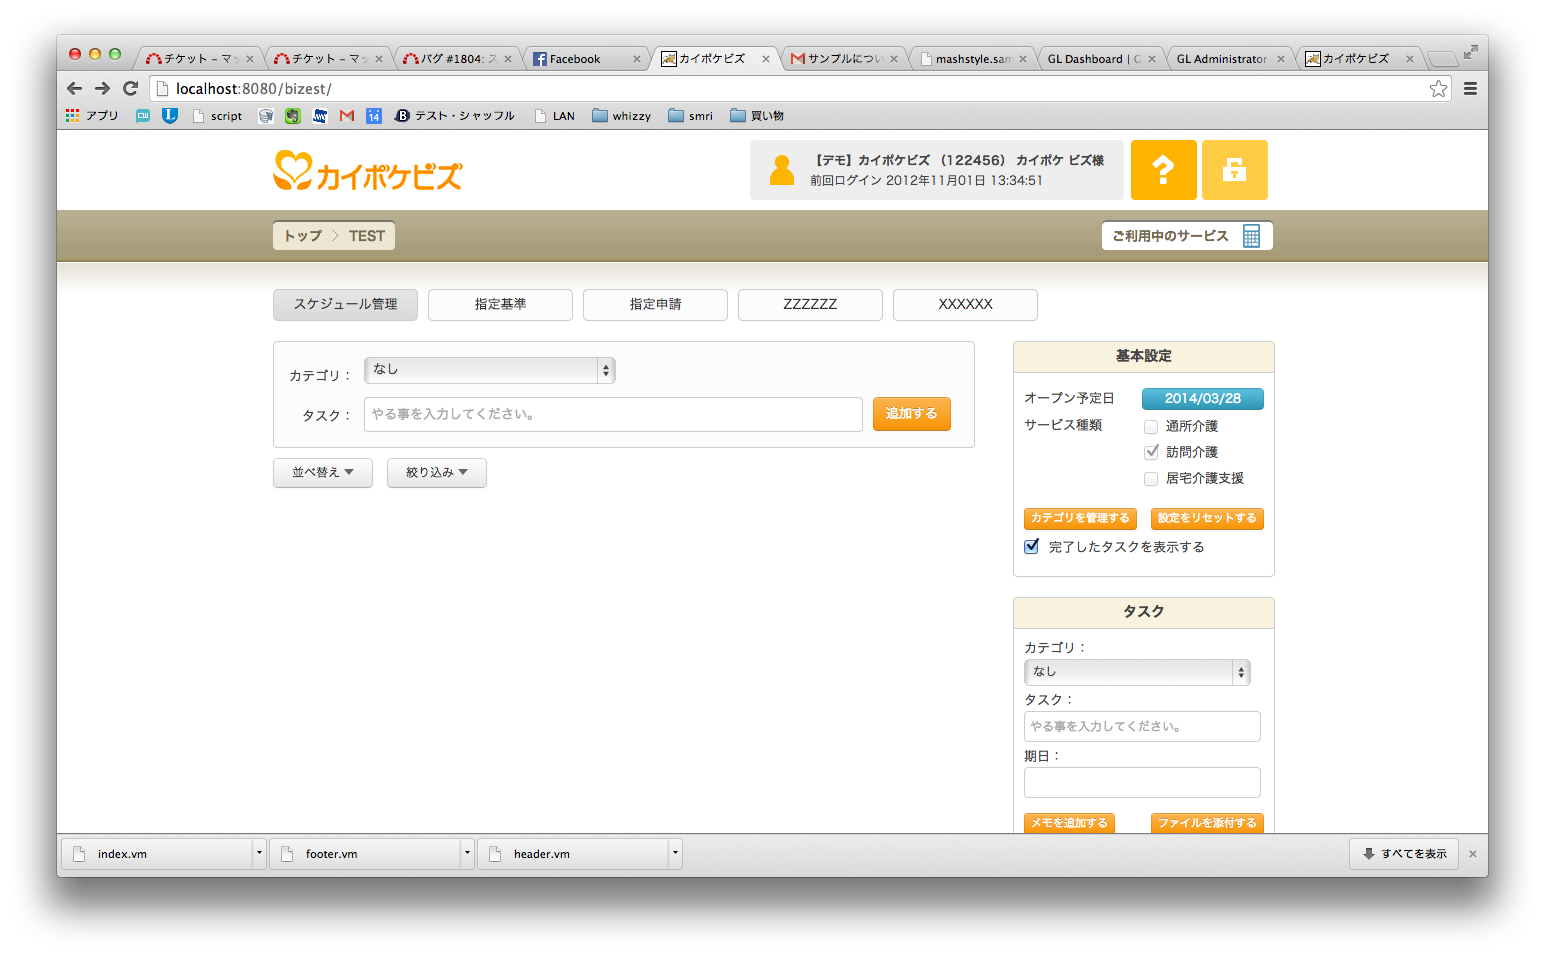 チケット – マッ
チケット – マッ
バグ #1804: ス
Facebook
カイポケビズ
サンプルについ
mashstyle.sam
GL Dashboard | G
GL Administrator
カイポケビズ
localhost:8080/bizest/
アプリ
script
14
テスト・シャッフル
LAN
whizzy
smri
買い物
カイポケビズ
【デモ】カイポケビズ （122456） カイポケ ビズ様
前回ログイン 2012年11月01日 13:34:51
?
トップ
TEST
ご利用中のサービス
スケジュール管理
指定基準
指定申請
ZZZZZZ
XXXXXX
カテゴリ：
なし
タスク：
やる事を入力してください。
追加する
並べ替え
絞り込み
基本設定
オープン予定日
2014/03/28
サービス種類
通所介護
訪問介護
居宅介護支援
カテゴリを管理する
設定をリセットする
完了したタスクを表示する
タスク
カテゴリ：
なし
タスク：
やる事を入力してください。
期日：
メモを追加する
ファイルを添付する
index.vm
footer.vm
header.vm
すべてを表示